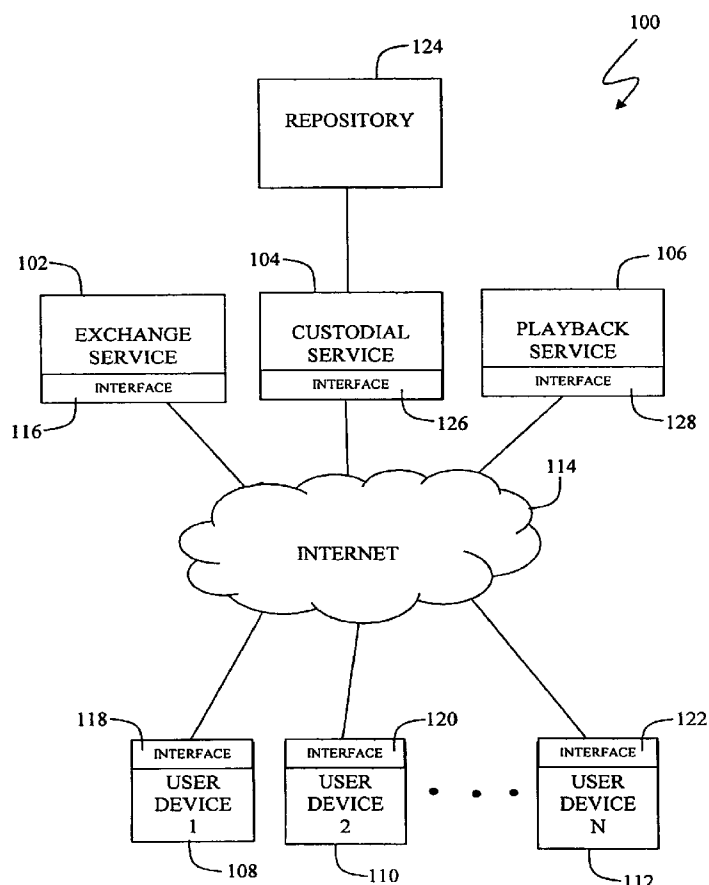 100
124
REPOSITORY
102
104
106
EXCHANGE
SERVICE
INTERFACE
CUSTODIAL
SERVICE
INTERFACE
PLAYBACK
SERVICE
INTERFACE
116
126
128
114
INTERNET
118
120
122
INTERFACE
USER
DEVICE
1
INTERFACE
USER
DEVICE
2
INTERFACE
USER
DEVICE
N
108
110
112